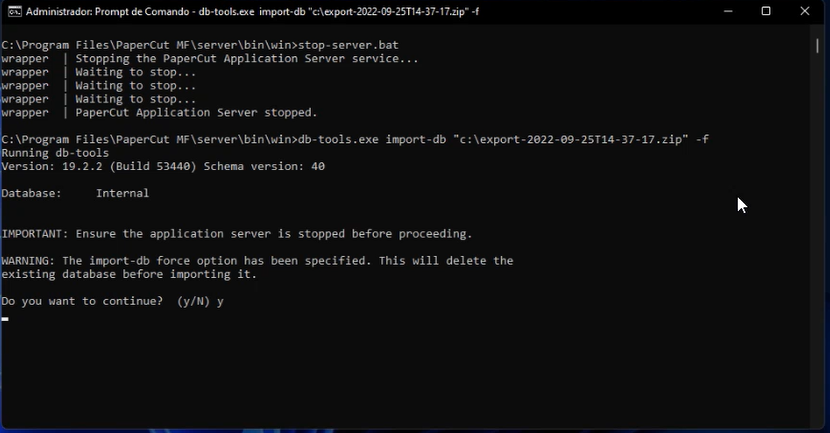 Administrador: Prompt de Comando - db-tools.exe import-db "c:\export-2022-09-25T14-37-17.zip" -f
C:\Program Files\PaperCut MF\server\bin\win>stop-server.bat
wrapper | Stopping the PaperCut Application Server service...
wrapper | Waiting to stop...
wrapper | Waiting to stop...
wrapper | Waiting to stop...
wrapper | PaperCut Application Server stopped.
C:\Program Files\PaperCut MF\server\bin\win>db-tools.exe import-db "c:\export-2022-09-25T14-37-17.zip" -f
Running db-tools
Version: 19.2.2 (Build 53440) Schema version: 40
Database: Internal
IMPORTANT: Ensure the application server is stopped before proceeding.
WARNING: The import-db force option has been specified. This will delete the
existing database before importing it.
Do you want to continue? (y/N) y